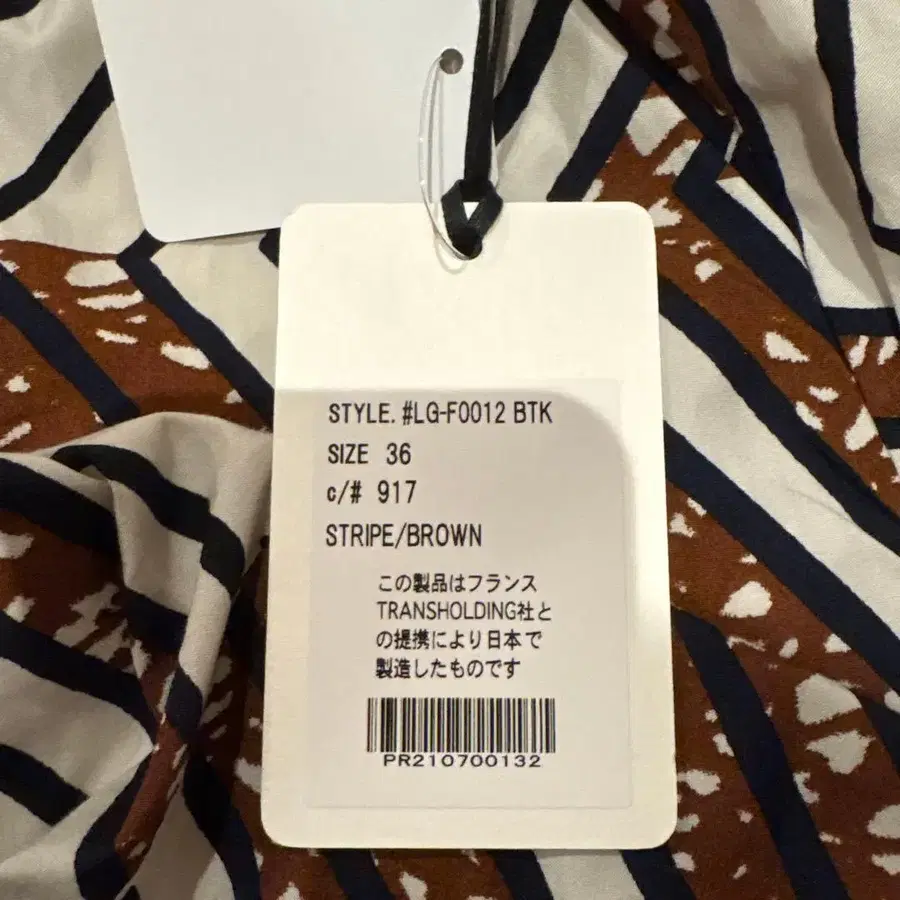 STYLE. #LG-F0012 BTK
SIZE 36
c/# 917
STRIPE/BROWN
この製品はフランス
TRANSHOLDING社と
の提携により日本で
製造したものです
PR210700132